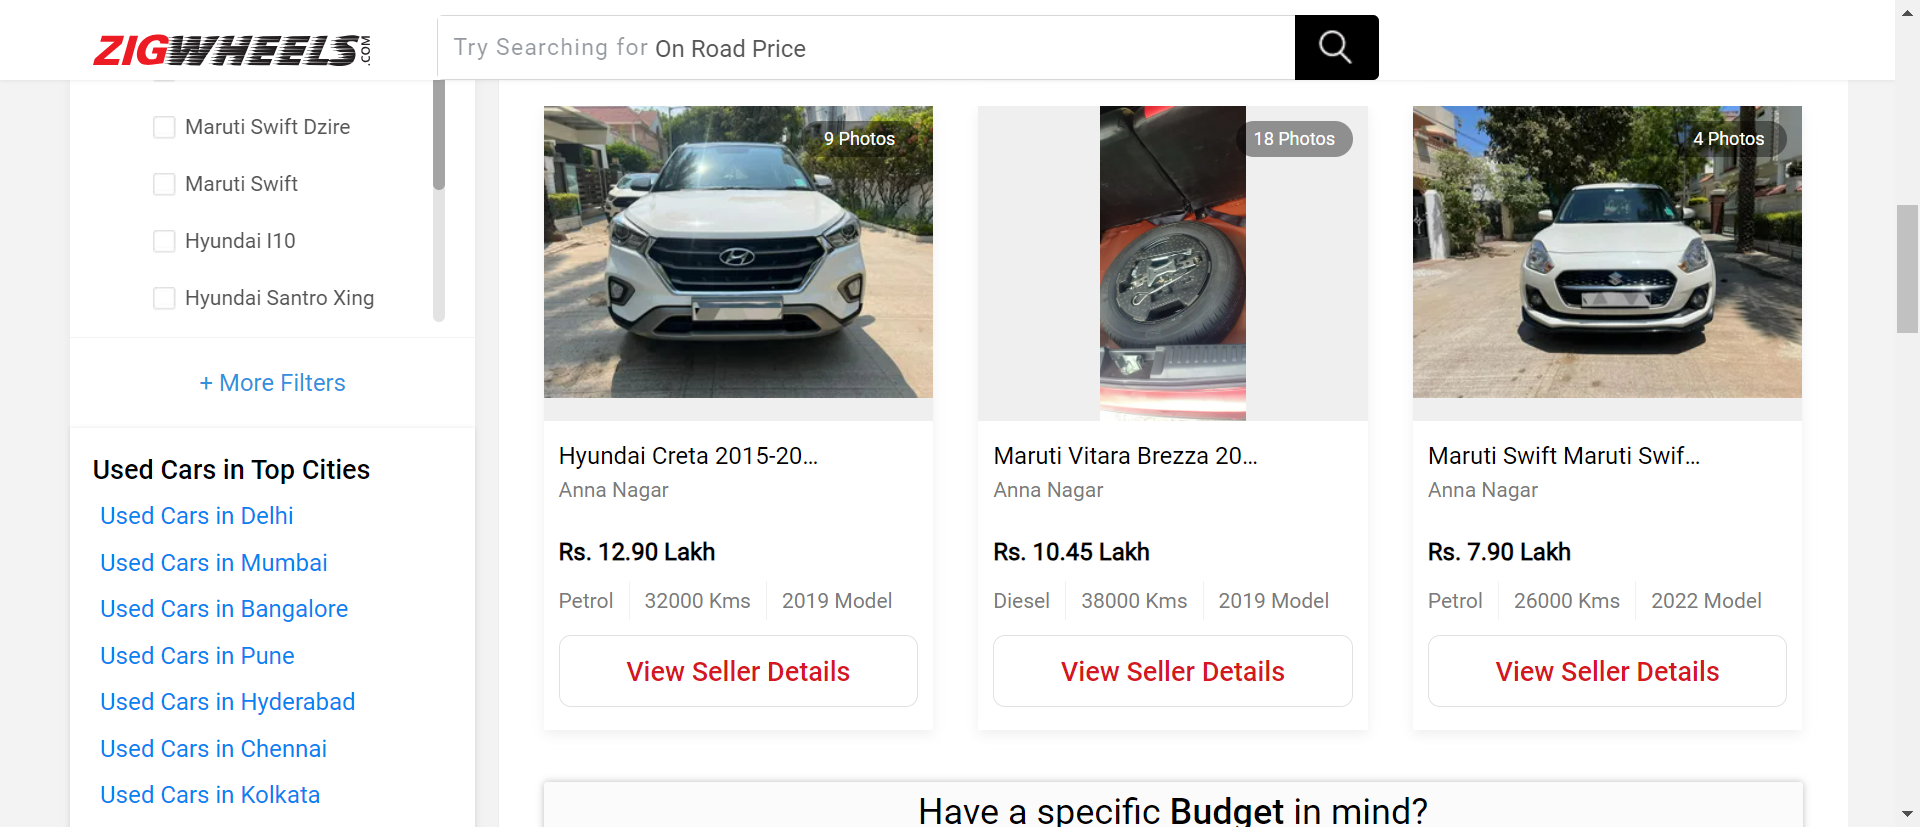 ZIGWHEELS.COM
Try Searching for On Road Price
Maruti Swift Dzire
Maruti Swift
Hyundai I10
Hyundai Santro Xing
+ More Filters
Used Cars in Top Cities
Used Cars in Delhi
Used Cars in Mumbai
Used Cars in Bangalore
Used Cars in Pune
Used Cars in Hyderabad
Used Cars in Chennai
Used Cars in Kolkata
9 Photos
Hyundai Creta 2015-20...
Anna Nagar
Rs. 12.90 Lakh
Petrol 32000 Kms 2019 Model
View Seller Details
18 Photos
Maruti Vitara Brezza 20...
Anna Nagar
Rs. 10.45 Lakh
Diesel 38000 Kms 2019 Model
View Seller Details
4 Photos
Maruti Swift Maruti Swif...
Anna Nagar
Rs. 7.90 Lakh
Petrol 26000 Kms 2022 Model
View Seller Details
Have a specific Budget in mind?